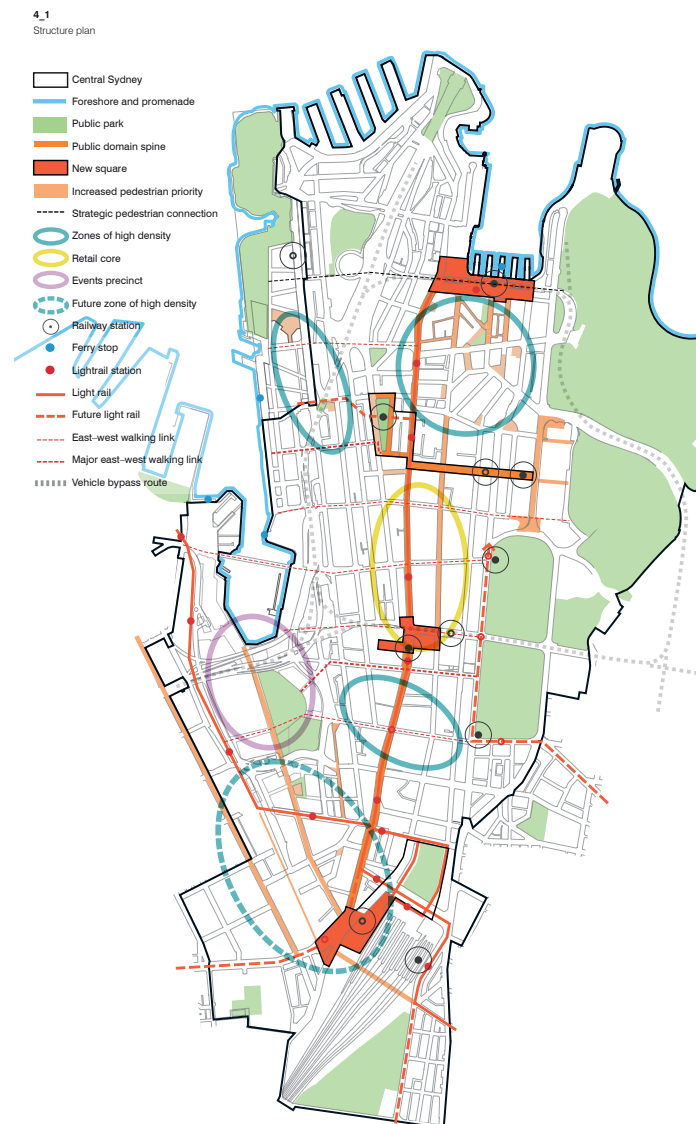 4_1
Structure plan
Central Sydney
Foreshore and promenade
Public park
Public domain spine
New square
Increased pedestrian priority
Strategic pedestrian connection
Zones of high density
Retail core
Events precinct
Future zone of high density
Railway station
Ferry stop
Lightrail station
Light rail
Future light rail
East–west walking link
Major east–west walking link
Vehicle bypass route